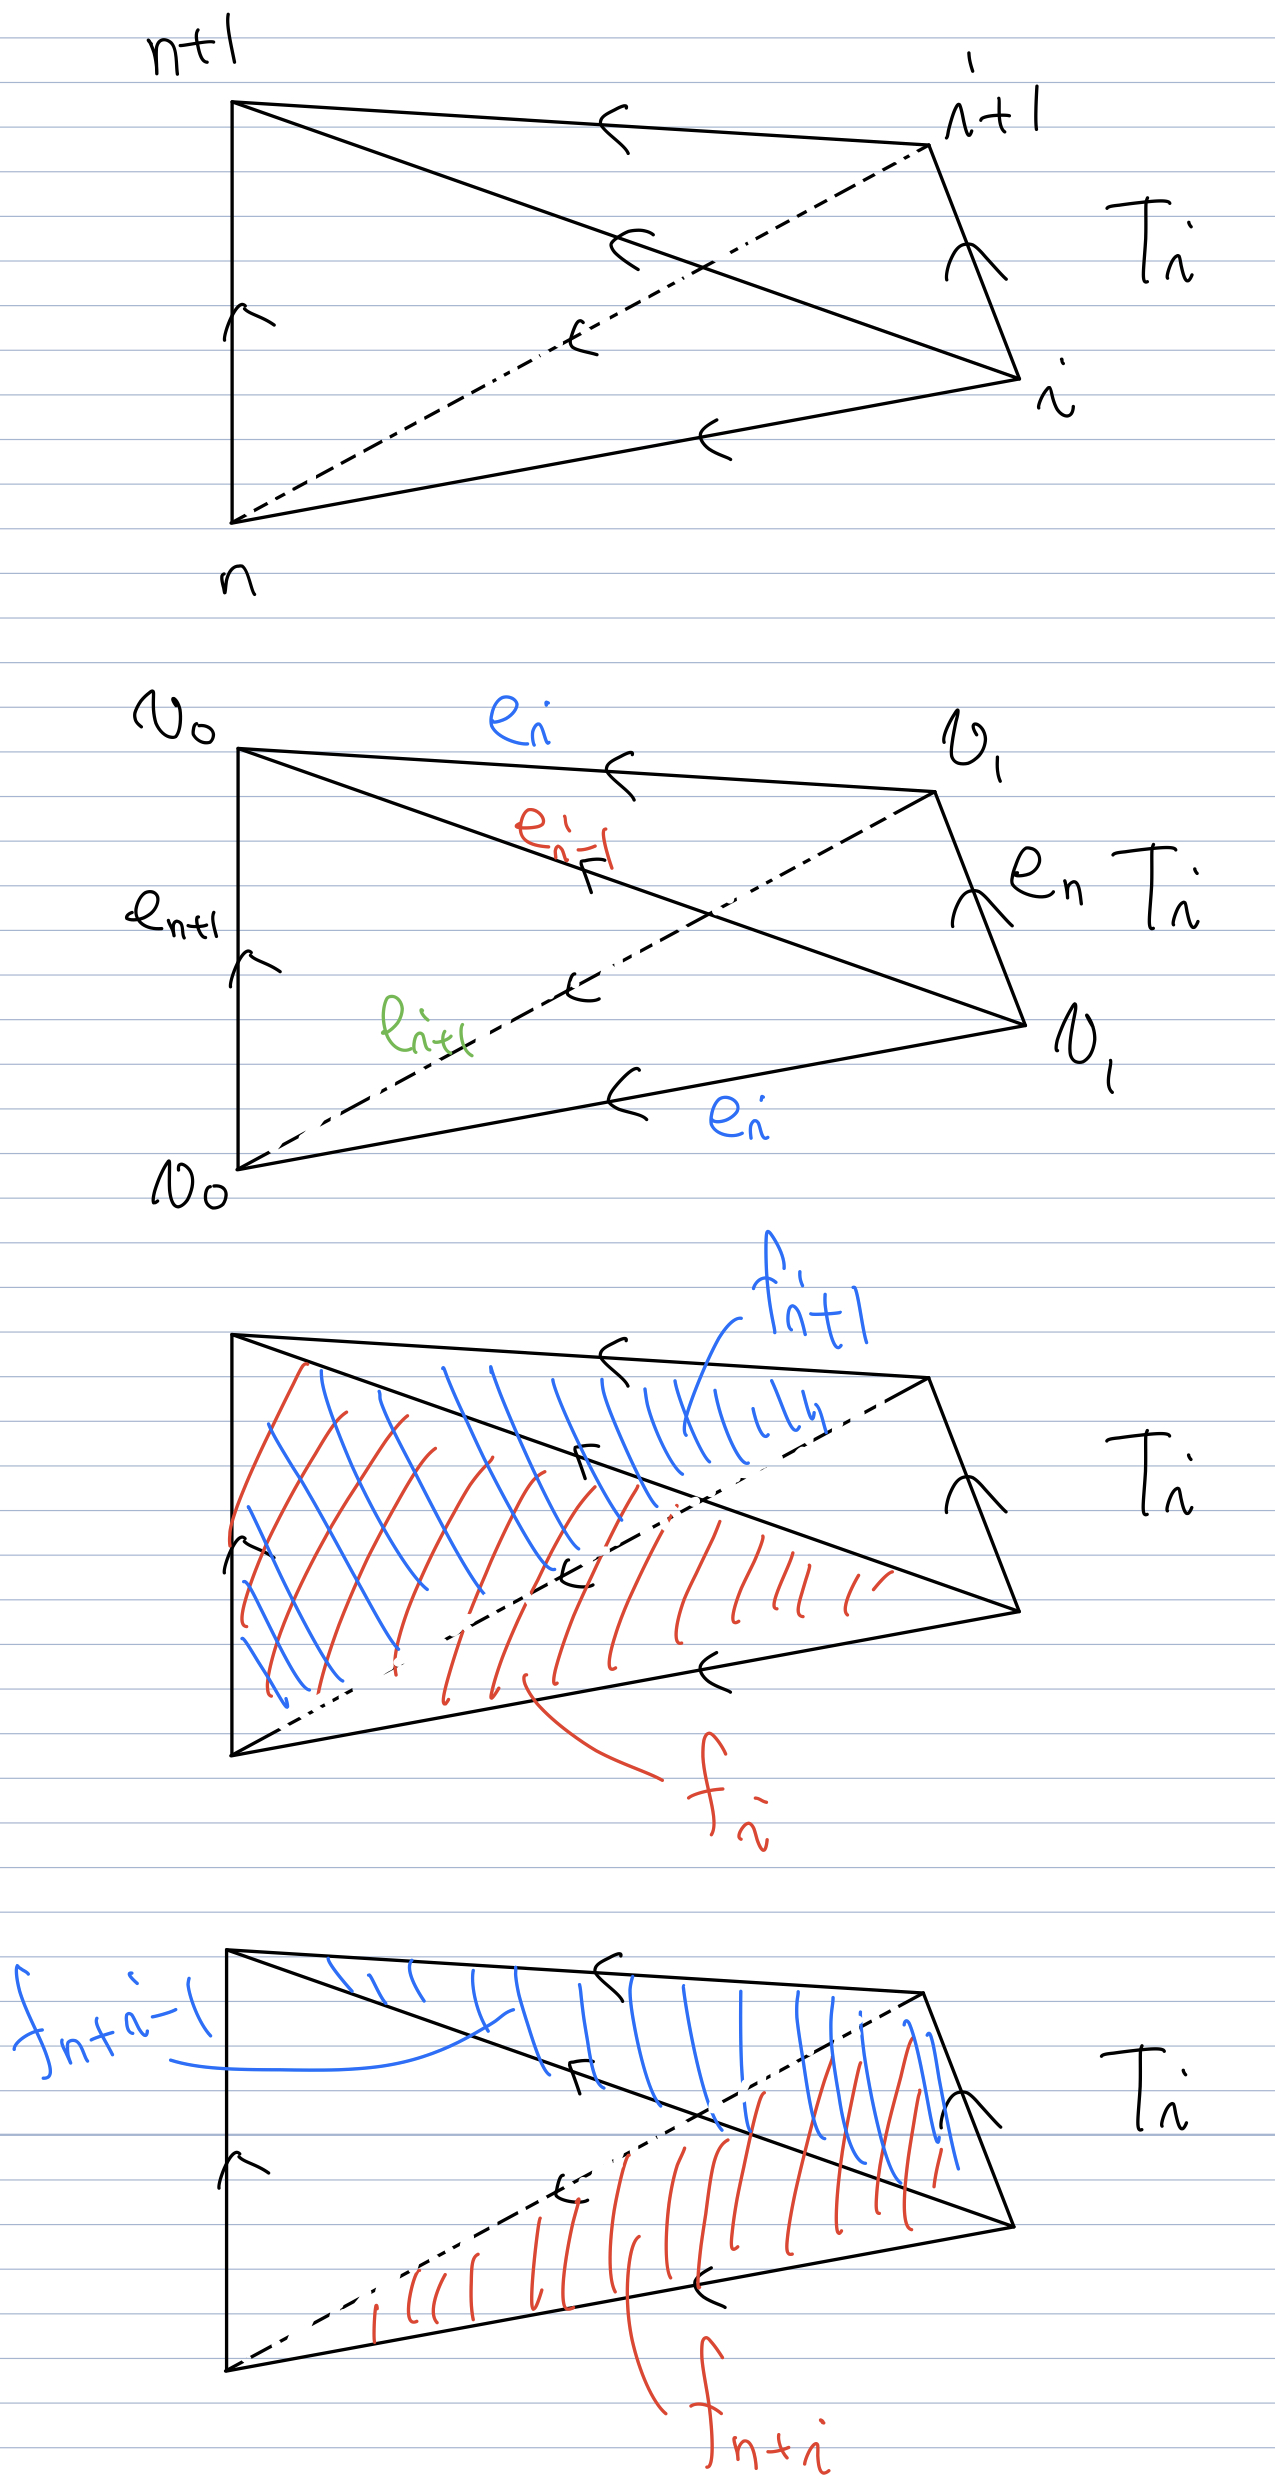 n+1
i+1
T_i
i
n
v_0
e_i
v_1
e_{i-1}
e_n T_i
e_{n+1}
e_{i+1}
v_1
e_i
v_0
f_{i+1}
T_i
f_i
f_{n+i-1}
T_i
f_{n+i}